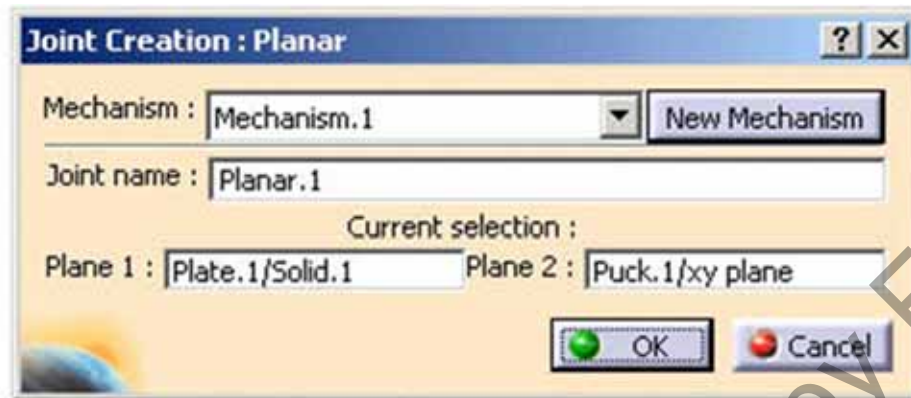 Joint Creation : Planar
Mechanism : Mechanism.1 New Mechanism
Joint name : Planar.1
Current selection :
Plane 1 : Plate.1/Solid.1 Plane 2 : Puck.1/xy plane
OK Cancel